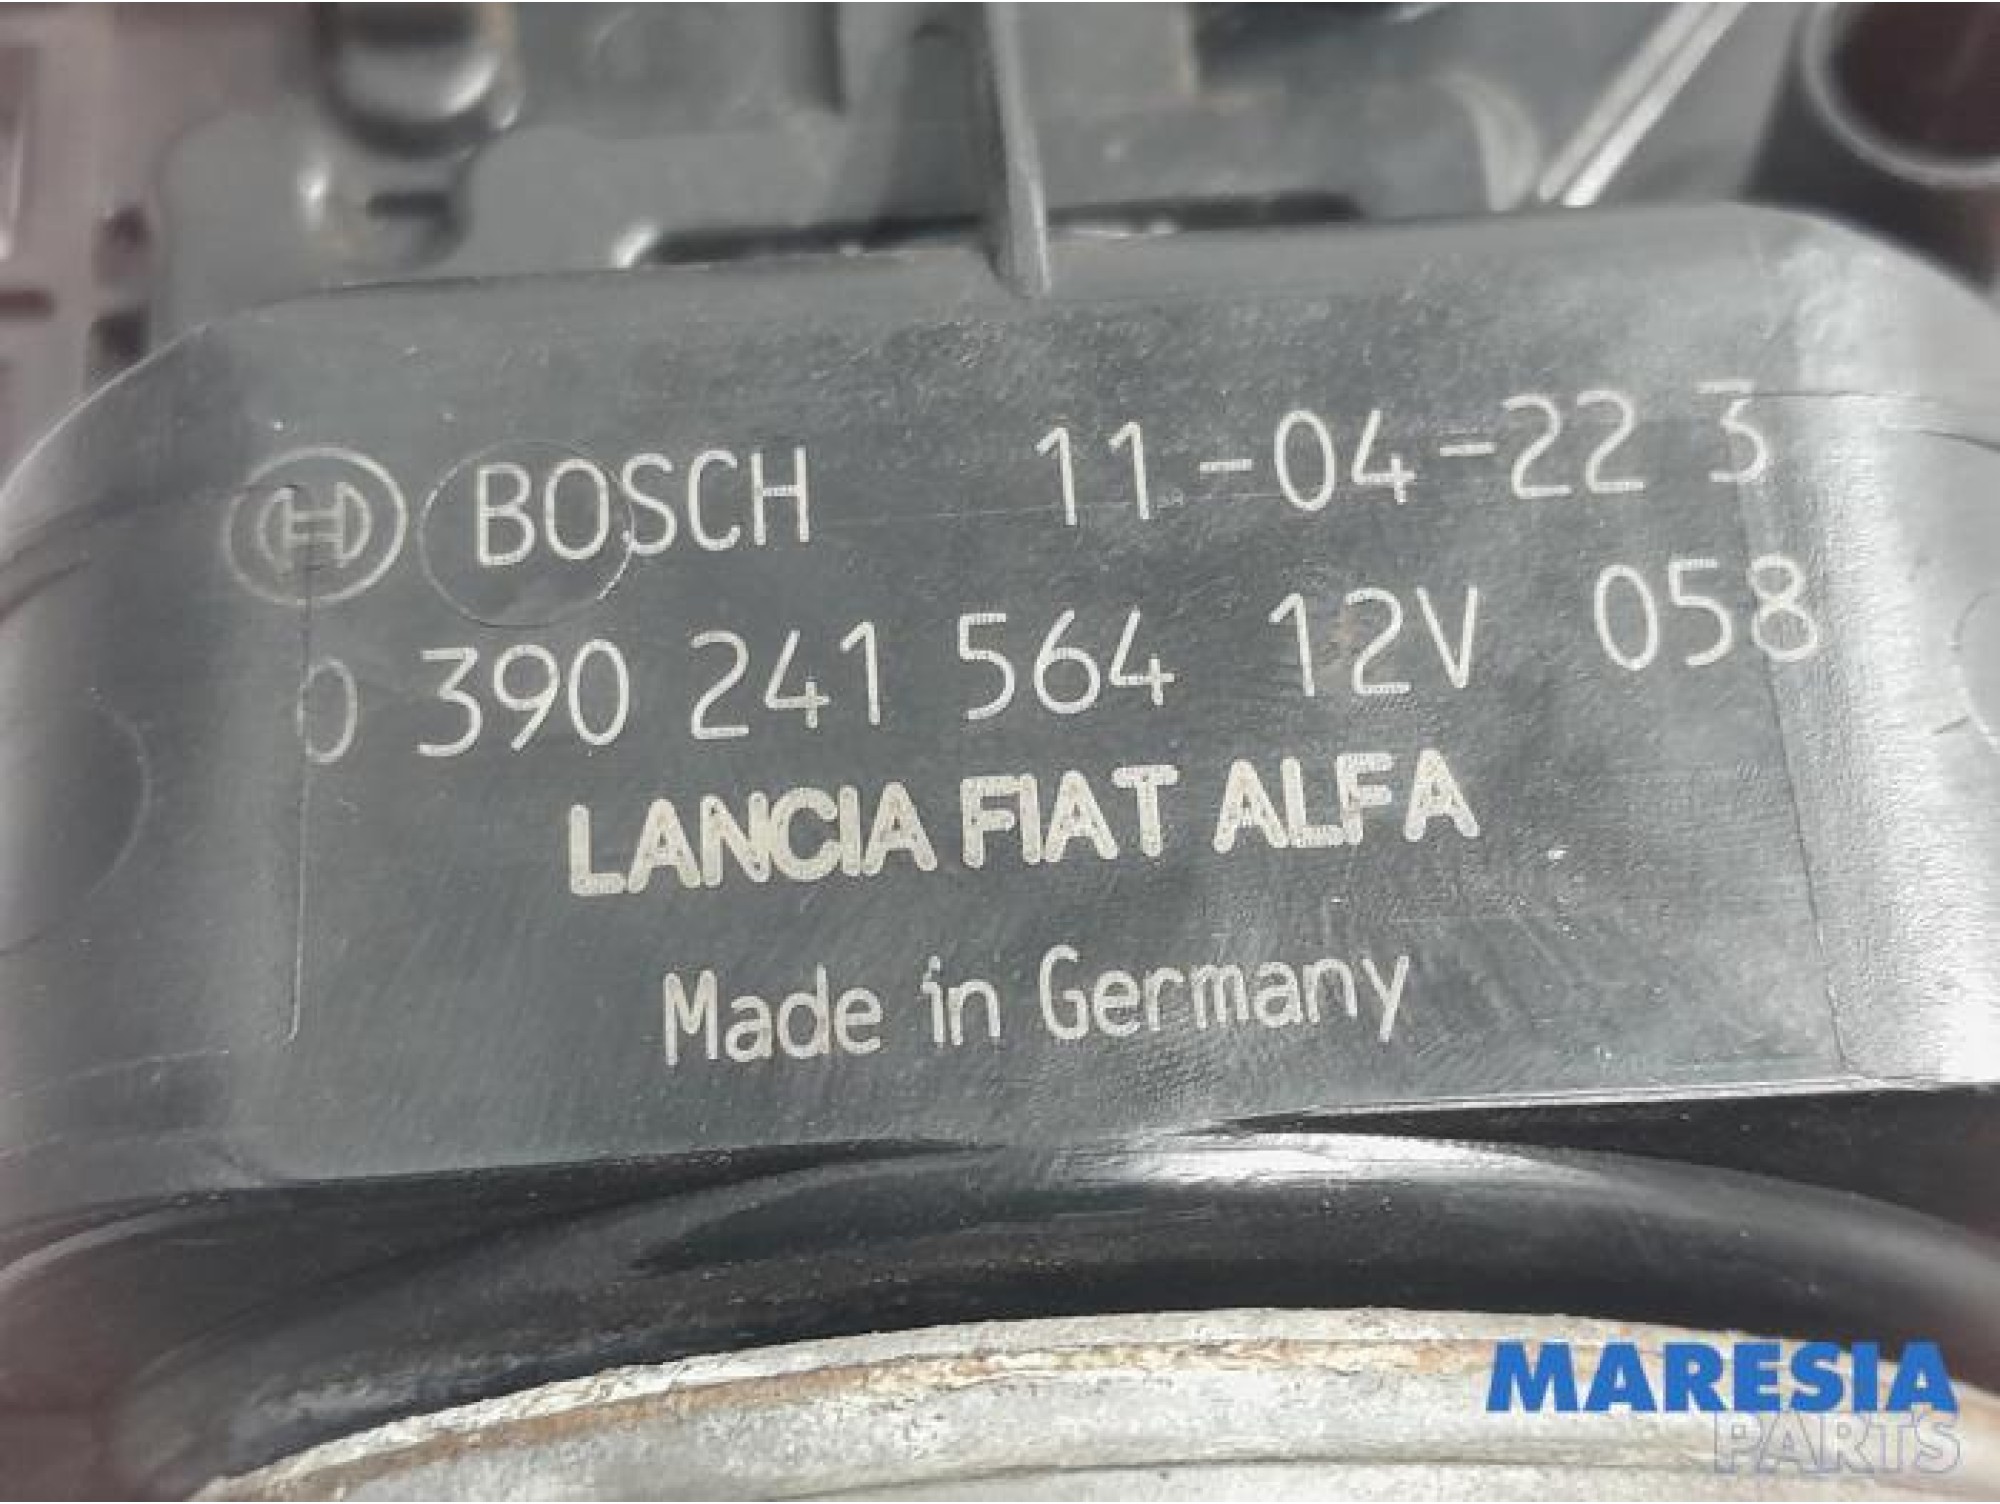 BOSCH 11-04-22 3
0 390 241 564 12V 058
LANCIA FIAT ALFA
Made in Germany
MARESIA
PARTS